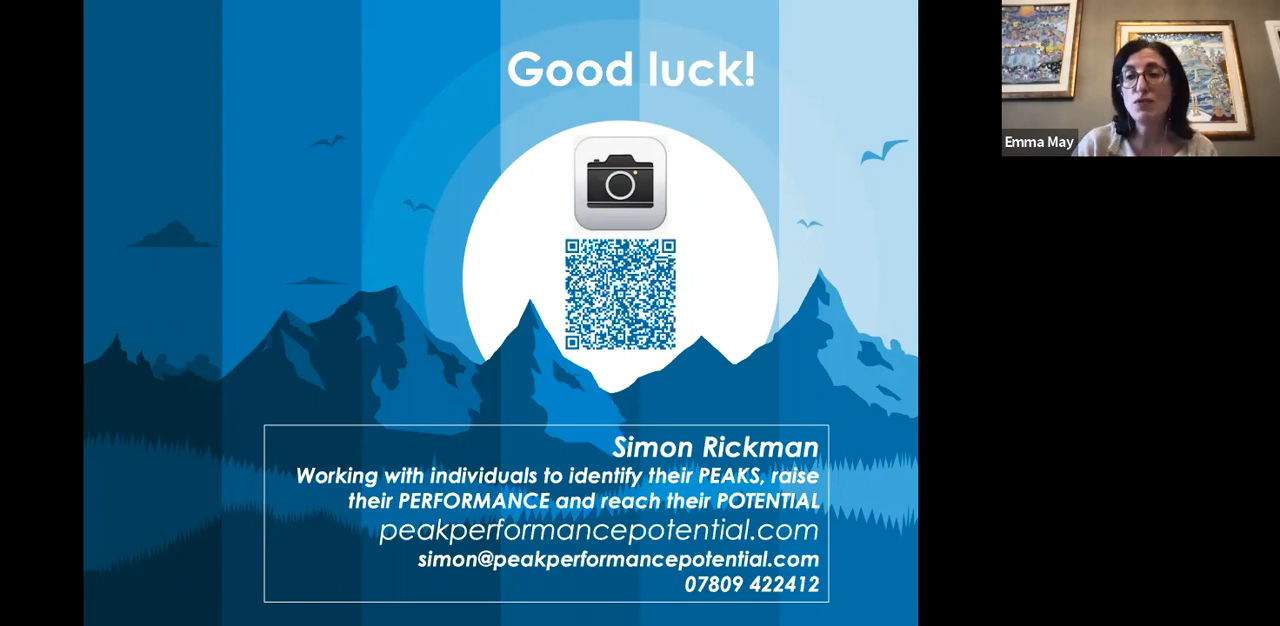 Good luck!
Emma May
Simon Rickman
Working with individuals to identify their PEAKS, raise
their PERFORMANCE and reach their POTENTIAL
peakperformancepotential.com
simon@peakperformancepotential.com
07809 422412